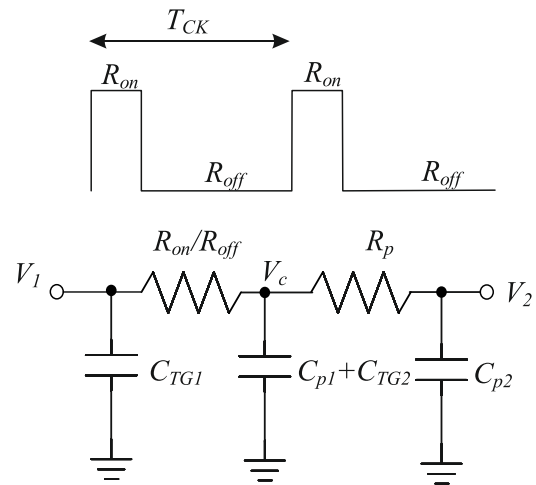 T_CK
R_on R_on
R_off R_off
R_on/R_off R_p
V_1 V_c V_2
C_TG1 C_p1+C_TG2 C_p2